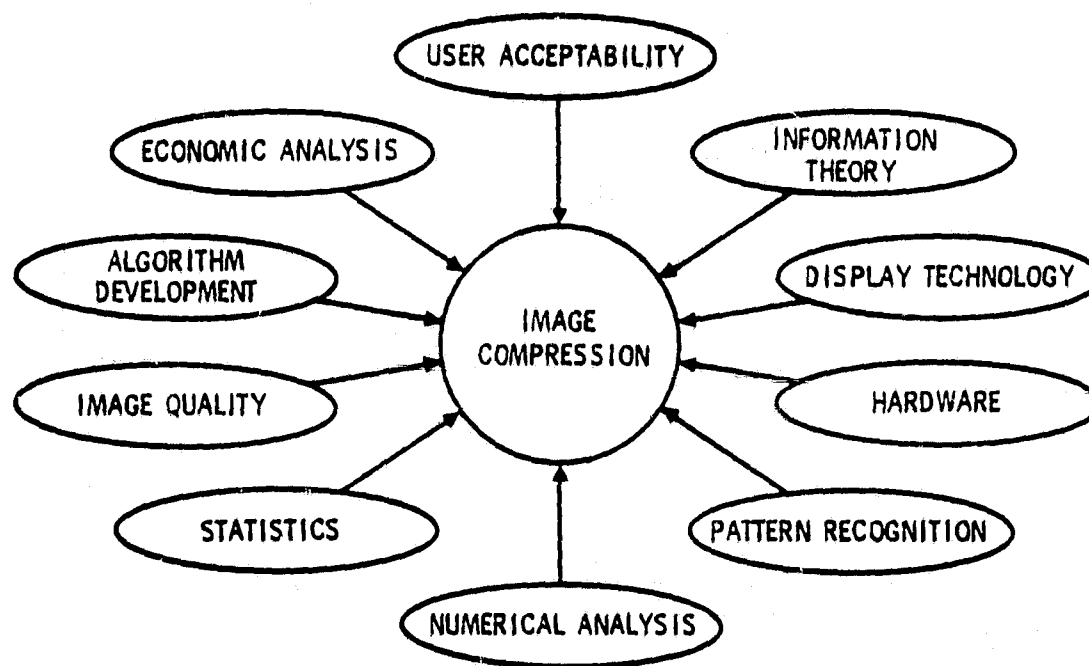 USER ACCEPTABILITY
ECONOMIC ANALYSIS
INFORMATION
THEORY
ALGORITHM
DEVELOPMENT
DISPLAY TECHNOLOGY
IMAGE
COMPRESSION
IMAGE QUALITY
HARDWARE
STATISTICS
PATTERN RECOGNITION
NUMERICAL ANALYSIS